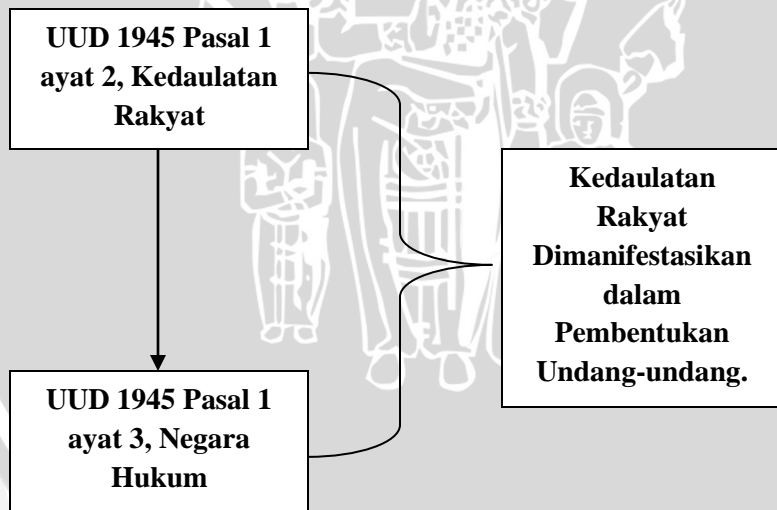 UUD 1945 Pasal 1
ayat 2, Kedaulatan
Rakyat
Kedaulatan
Rakyat
Dimanifestasikan
dalam
Pembentukan
Undang-undang.
UUD 1945 Pasal 1
ayat 3, Negara
Hukum